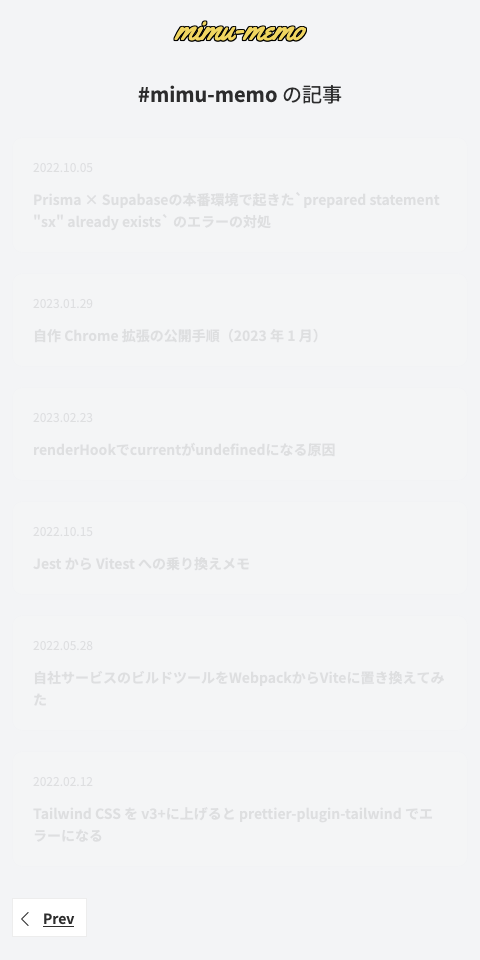 mimu-memo
#mimu-memo の記事
2022.10.05
Prisma × Supabaseの本番環境で起きた`prepared statement
"sx" already exists` のエラーの対処
2023.01.29
自作 Chrome 拡張の公開手順（2023 年 1 月）
2023.02.23
renderHookでcurrentがundefinedになる原因
2022.10.15
Jest から Vitest への乗り換えメモ
2022.05.28
自社サービスのビルドツールをWebpackからViteに置き換えてみ
た
2022.02.12
Tailwind CSS を v3+に上げると prettier-plugin-tailwind でエ
ラーになる
Prev